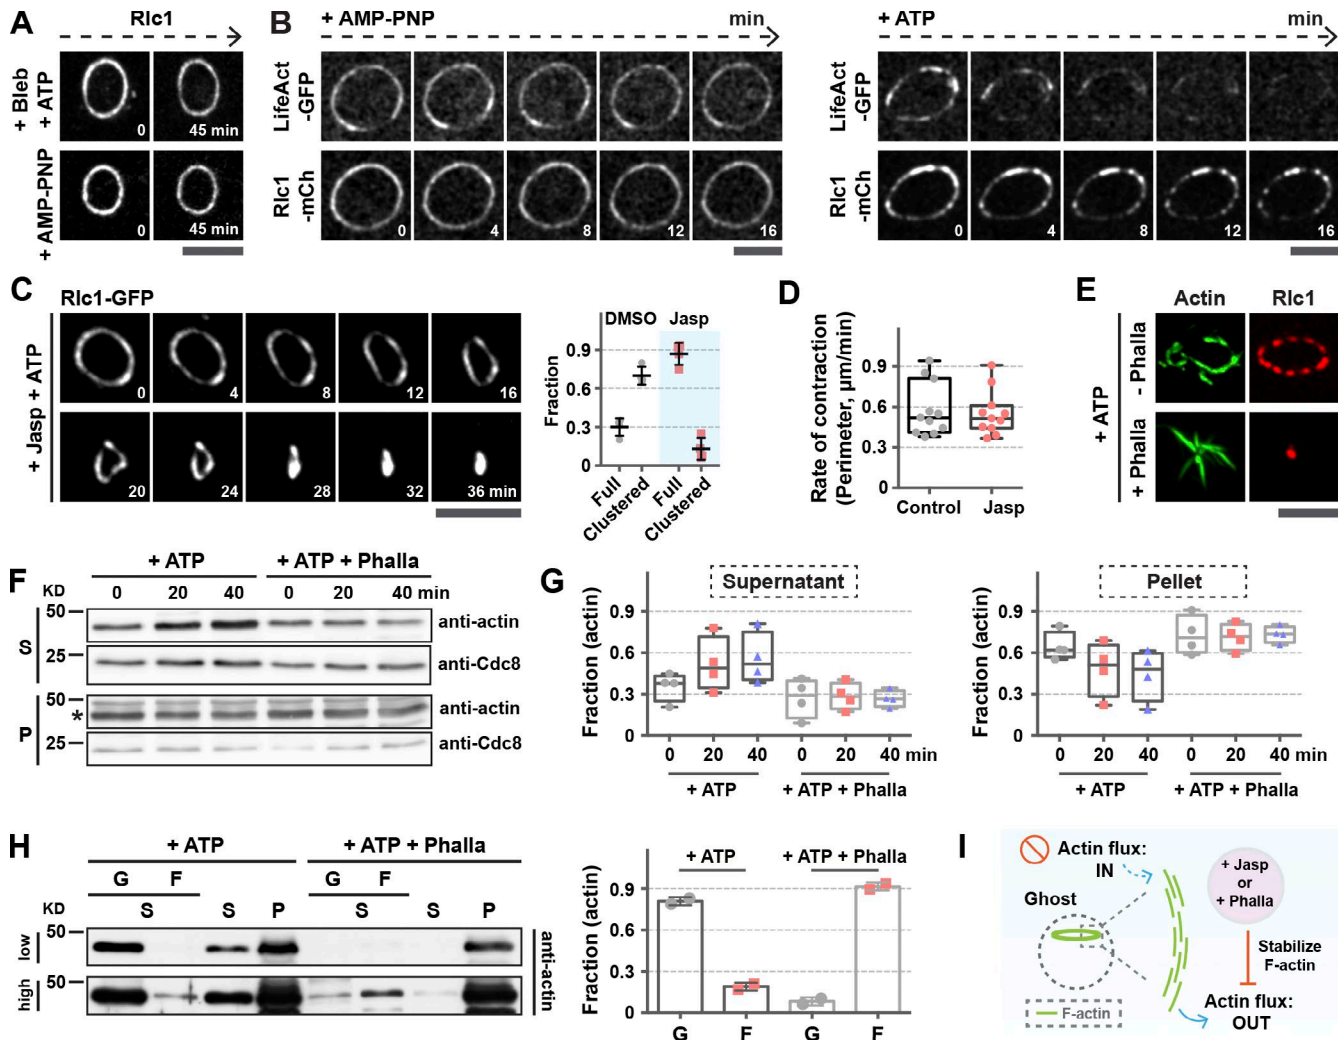 A
Rlc1
+ Bleb
+ ATP
0
45 min
+ AMP-PNP
0
45 min
B
+ AMP-PNP
min
LifeAct
-GFP
Rlc1
-mCh
0
4
8
12
16
+ ATP
min
LifeAct
-GFP
Rlc1
-mCh
0
4
8
12
16
C
Rlc1-GFP
+ Jasp + ATP
0
4
8
12
16
20
24
28
32
36 min
DMSO Jasp
Fraction
0.9
0.6
0.3
0
Full
Clustered
Full
Clustered
D
Rate of contraction
(Perimeter, µm/min)
0.9
0.6
0.3
0
Control Jasp
E
Actin Rlc1
+ ATP
- Phalla
+ Phalla
F
+ ATP + ATP + Phalla
KD 0 20 40 0 20 40 min
S
50
anti-actin
25
anti-Cdc8
P
50
*
anti-actin
25
anti-Cdc8
G
Supernatant
Fraction (actin)
0.9
0.6
0.3
0
0 20 40 0 20 40 min
+ ATP + ATP + Phalla
Pellet
Fraction (actin)
0.9
0.6
0.3
0
0 20 40 0 20 40 min
+ ATP + ATP + Phalla
H
+ ATP + ATP + Phalla
G F G F
KD S S P S S P
low
50
high
50
anti-actin
+ ATP + ATP + Phalla
Fraction (actin)
0.9
0.6
0.3
0
G F G F
I
Actin flux:
IN
Ghost
+ Jasp
or
+ Phalla
Stabilize
F-actin
Actin flux:
OUT
F-actin